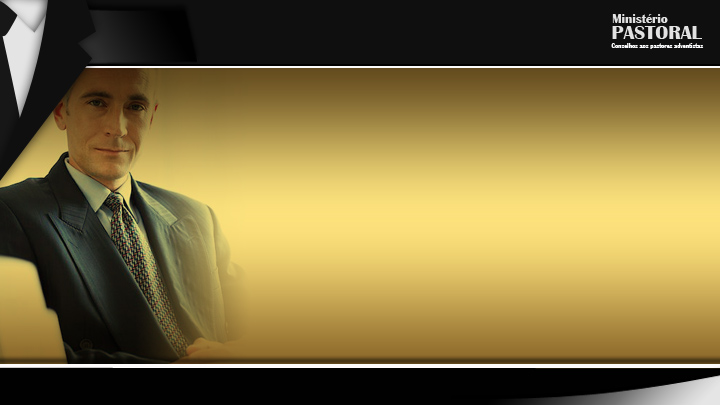 Ministério
PASTORAL
Conselhos aos pastores adventistas